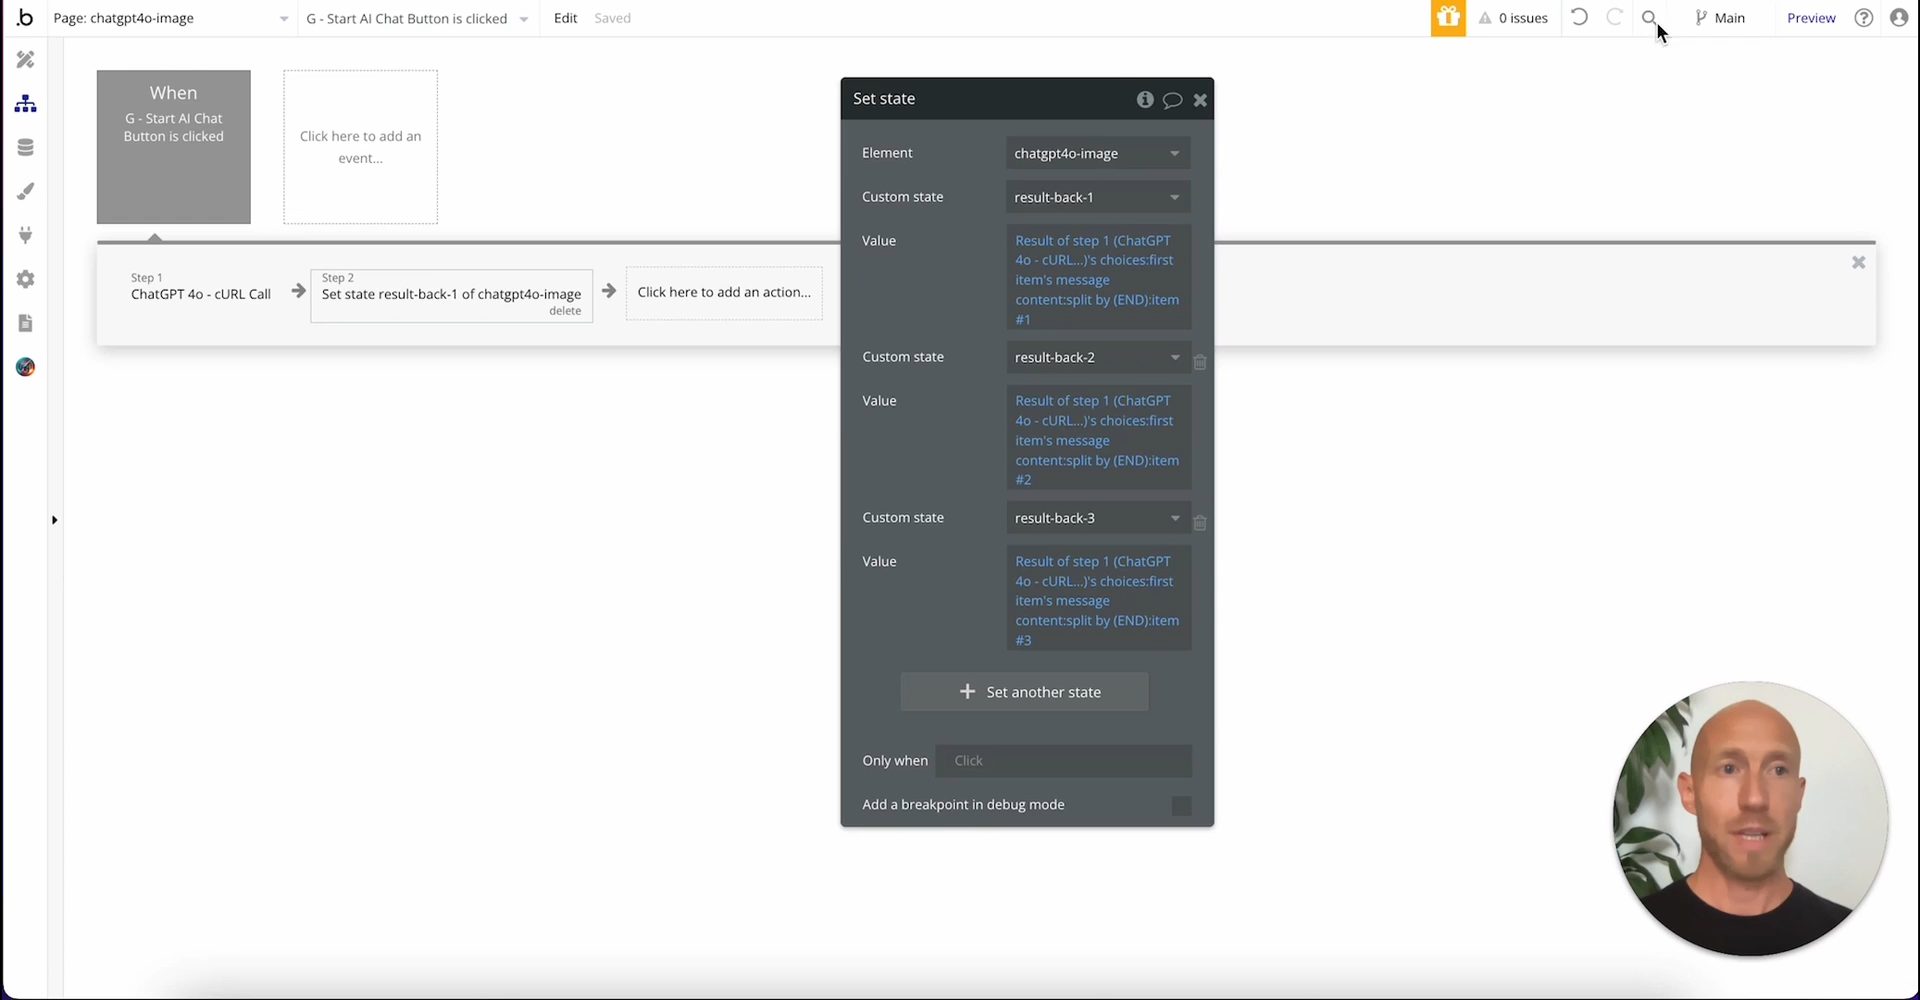 .b
Page: chatgpt4o-image
G - Start AI Chat Button is clicked
Edit
Saved
0 issues
Main
Preview
When
G - Start AI Chat
Button is clicked
Click here to add an
event...
Step 1
ChatGPT 4o - cURL Call
Step 2
Set state result-back-1 of chatgpt4o-image
delete
Click here to add an action...
Set state
Element
chatgpt4o-image
Custom state
result-back-1
Value
Result of step 1 (ChatGPT
4o - cURL...)'s choices:first
item's message
content:split by (END):item
#1
Custom state
result-back-2
Value
Result of step 1 (ChatGPT
4o - cURL...)'s choices:first
item's message
content:split by (END):item
#2
Custom state
result-back-3
Value
Result of step 1 (ChatGPT
4o - cURL...)'s choices:first
item's message
content:split by (END):item
#3
Set another state
Only when
Click
Add a breakpoint in debug mode